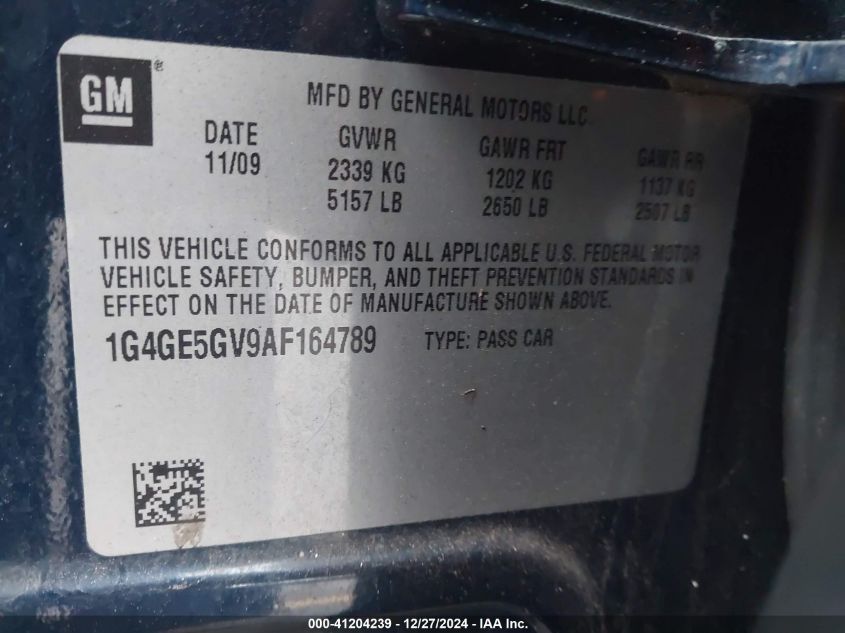 GM®
MFD BY GENERAL MOTORS LLC
DATE GVWR GAWR FRT GAWR RR
11/09 2339 KG 1202 KG 1137 KG
5157 LB 2650 LB 2507 LB
THIS VEHICLE CONFORMS TO ALL APPLICABLE U.S. FEDERAL MOTOR
VEHICLE SAFETY, BUMPER, AND THEFT PREVENTION STANDARDS IN
EFFECT ON THE DATE OF MANUFACTURE SHOWN ABOVE.
1G4GE5GV9AF164789 TYPE: PASS CAR
000-41204239 - 12/27/2024 - IAA Inc.